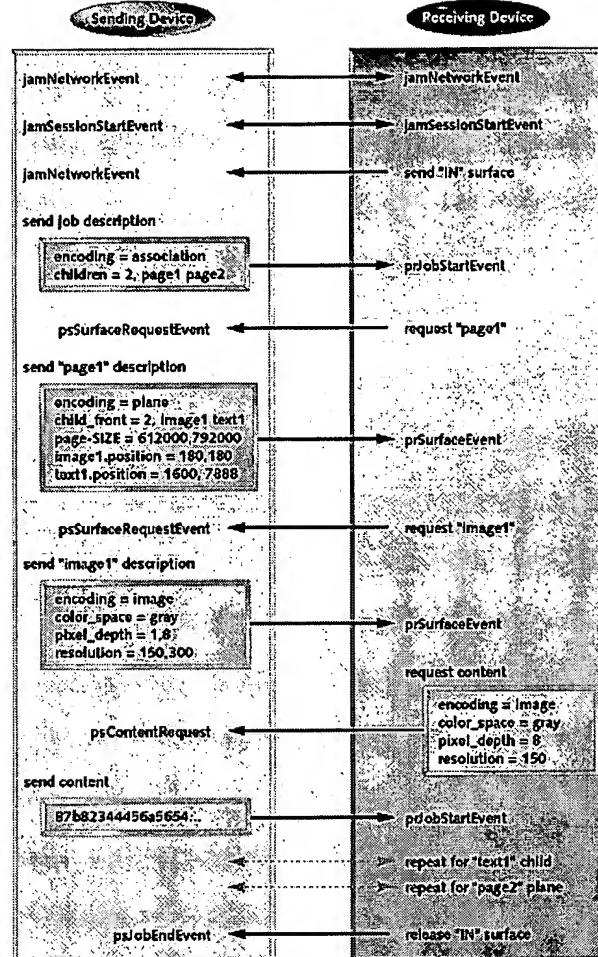 Sending Device Receiving Device
jamNetworkEvent jamNetworkEvent
jamSessionStartEvent jamSessionStartEvent
jamNetworkEvent send "IN" surface
send job description
encoding = association
children = 2, page1 page2
prJobStartEvent
psSurfaceRequestEvent request "page1"
send "page1" description
encoding = plane
child_front = 2, image1 text1
page-SIZE = 612000,792000
image1.position = 180,180
text1.position = 1600, 7888
prSurfaceEvent
psSurfaceRequestEvent request "image1"
send "image1" description
encoding = image
color_space = gray
pixel_depth = 1,8
resolution = 150,300
prSurfaceEvent
request content
encoding = image
color_space = gray
pixel_depth = 8
resolution = 150
psContentRequest
send content
87b82344456a5654...
prJobStartEvent
repeat for "text1" child
repeat for "page2" plane
psJobEndEvent release "IN" surface